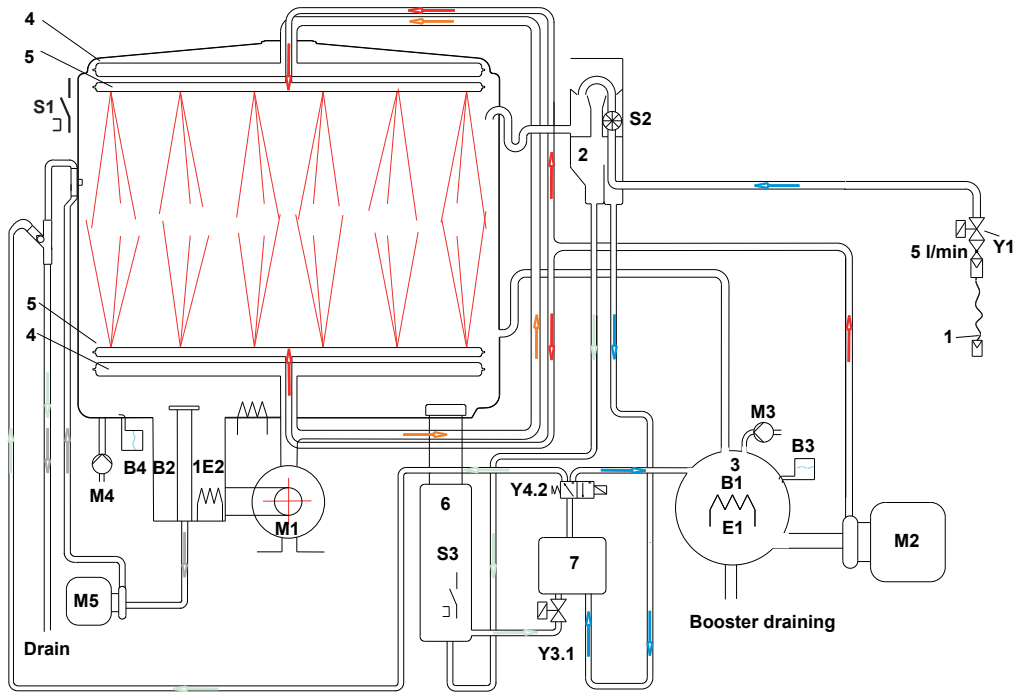 4
5
S1
S2
2
Y1
5 l/min
1
5
4
M3
B3
3
B1
E1
B4
B2
1E2
M4
6
Y4.2
M1
S3
7
M2
M5
Y3.1
Booster draining
Drain